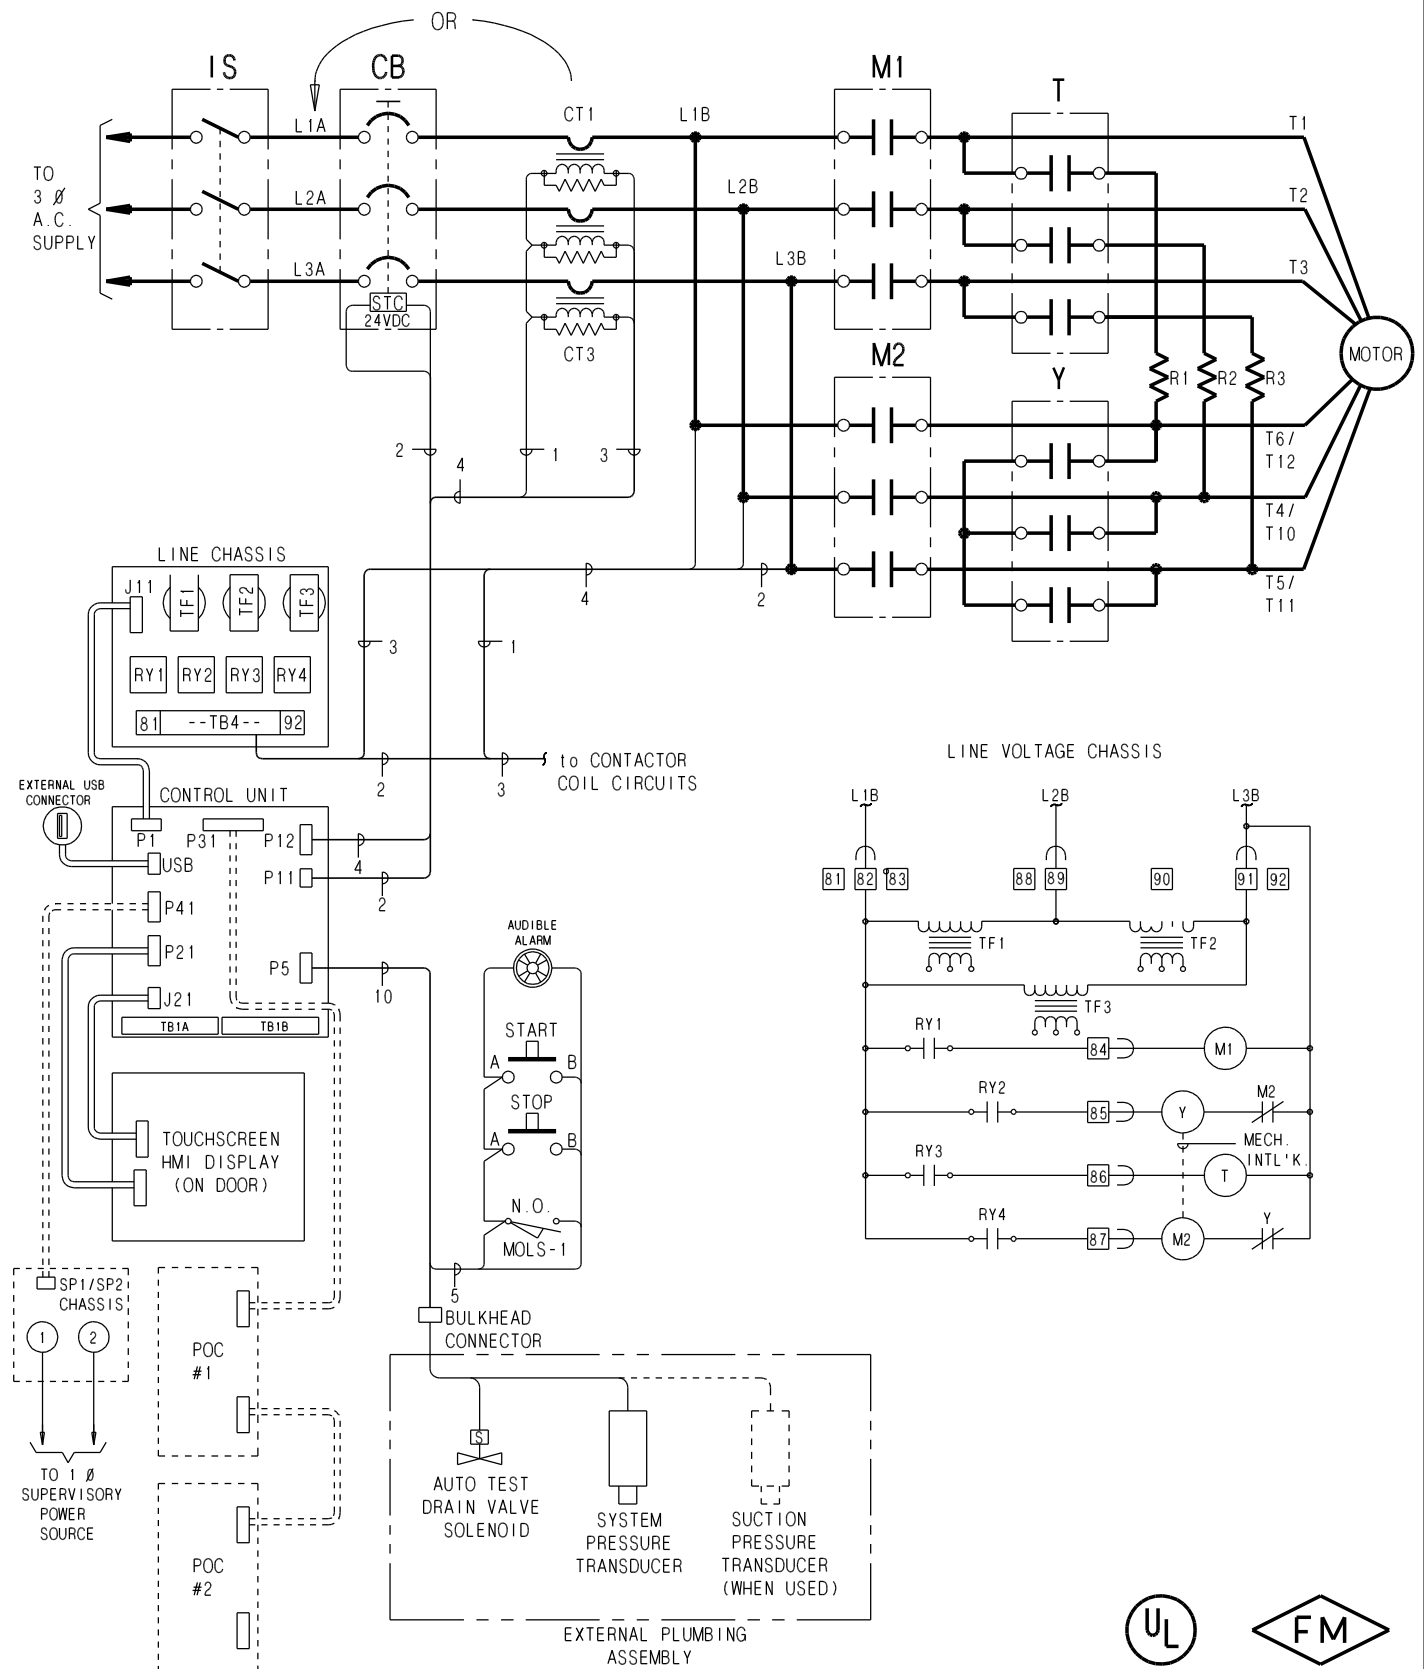 OR
IS
CB
M1
T
CT1
L1B
L1A
T1
TO
3 Ø
A.C.
SUPPLY
L2A
L2B
T2
L3A
L3B
T3
STC
24VDC
CT3
M2
Y
MOTOR
R1
R2
R3
2
4
1
3
T6/
T12
T4/
T10
T5/
T11
4
2
LINE CHASSIS
J11
TF1
TF2
TF3
3
1
RY1
RY2
RY3
RY4
81
--TB4--
92
to CONTACTOR
COIL CIRCUITS
2
3
LINE VOLTAGE CHASSIS
EXTERNAL USB
CONNECTOR
CONTROL UNIT
P1
P31
P12
USB
4
P11
2
P41
P21
P5
10
J21
TB1A
TB1B
L1B
L2B
L3B
81
82
83
88
89
90
91
92
TF1
TF2
TF3
RY1
84
M1
RY2
85
Y
M2
MECH.
INTL'K.
RY3
86
T
RY4
87
M2
Y
AUDIBLE
ALARM
START
A
B
STOP
A
B
N.O.
MOLS-1
5
TOUCHSCREEN
HMI DISPLAY
(ON DOOR)
SP1/SP2
CHASSIS
1
2
TO 1 Ø
SUPERVISORY
POWER
SOURCE
POC
#1
POC
#2
BULKHEAD
CONNECTOR
S
AUTO TEST
DRAIN VALVE
SOLENOID
SYSTEM
PRESSURE
TRANSDUCER
SUCTION
PRESSURE
TRANSDUCER
(WHEN USED)
EXTERNAL PLUMBING
ASSEMBLY
UL
FM